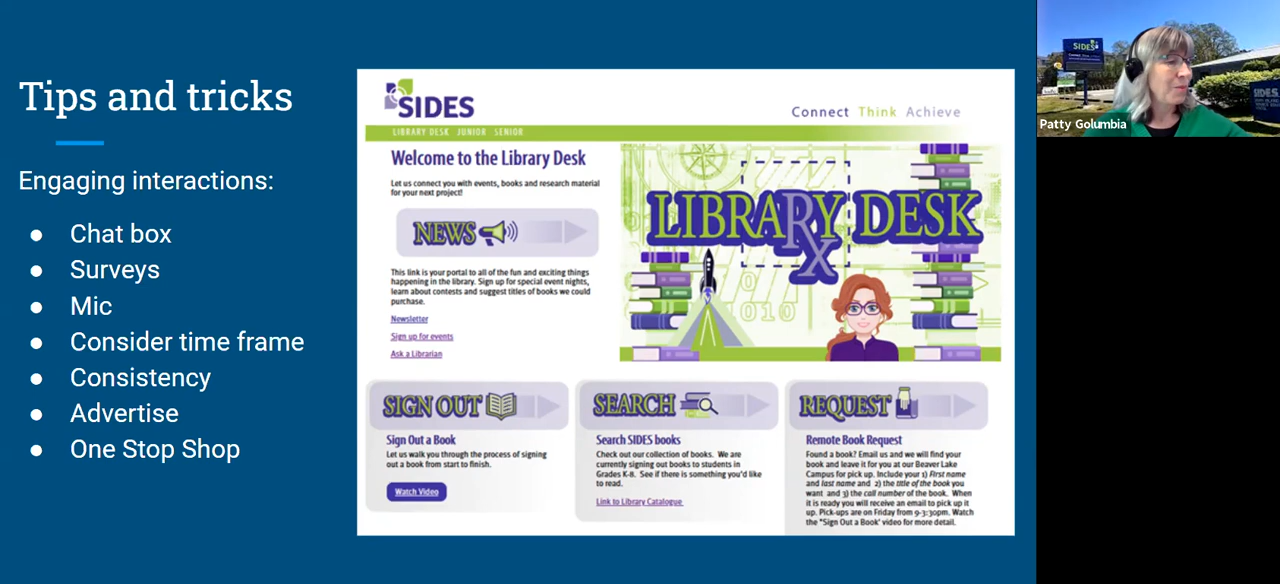 Tips and tricks
Engaging interactions:
● Chat box
● Surveys
● Mic
● Consider time frame
● Consistency
● Advertise
● One Stop Shop
SIDES
Connect Think Achieve
LIBRARY DESK JUNIOR SENIOR
Welcome to the Library Desk
Let us connect you with events, books and research material
for your next project!
NEWS
This link is your portal to all of the fun and exciting things
happening in the library. Sign up for special event nights,
learn about contests and suggest titles of books we could
purchase.
Newsletter
Sign up for events
Ask a Librarian
LIBRARY DESK
Rx
010
SIGN OUT
Sign Out a Book
Let us walk you through the process of signing
out a book from start to finish.
Watch Video
SEARCH
Search SIDES books
Check out our collection of books. We are
currently signing out books to students in
Grades K-8. See if there is something you'd like
to read.
Link to Library Catalogue
REQUEST
Remote Book Request
Found a book? Email us and we will find your
book and leave it for you at our Beaver Lake
Campus for pick up. Include your 1) First name
and last name and 2) the title of the book you
want and 3) the call number of the book. When
it is ready you will receive an email to pick up it
up. Pick-ups are on Friday from 9-3:30pm. Watch
the "Sign Out a Book' video for more detail.
SIDES
SIDES
Patty Golumbia